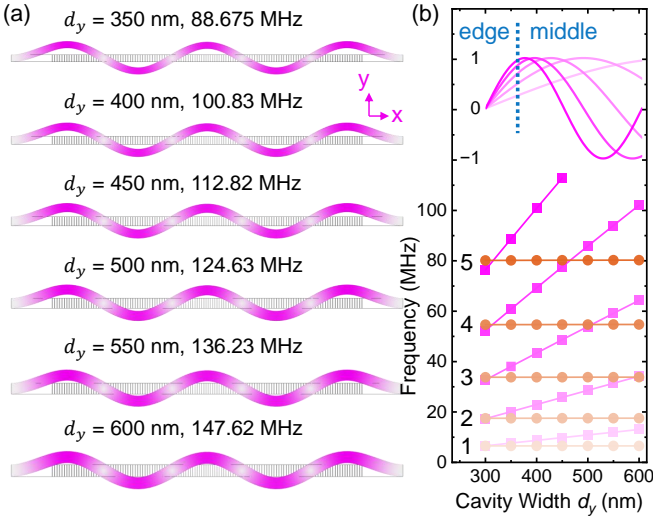 (a)
d_y = 350 nm, 88.675 MHz
d_y = 400 nm, 100.83 MHz
y
x
d_y = 450 nm, 112.82 MHz
d_y = 500 nm, 124.63 MHz
d_y = 550 nm, 136.23 MHz
d_y = 600 nm, 147.62 MHz
(b)
edge middle
1
0
−1
100
80
60
40
20
0
5
4
3
2
1
Frequency (MHz)
300 400 500 600
Cavity Width d_y (nm)